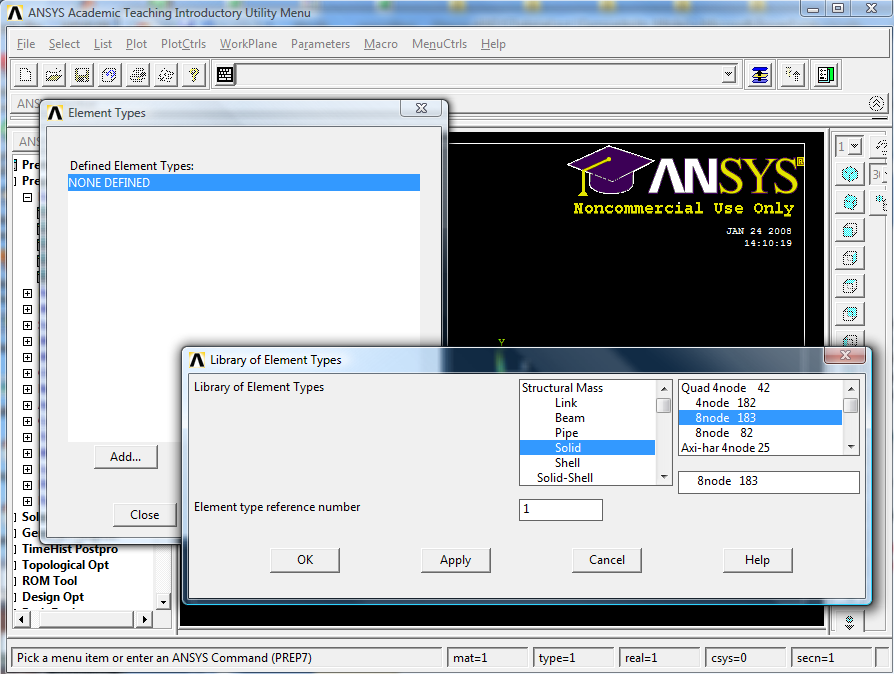 ANSYS Academic Teaching Introductory Utility Menu
File Select List Plot PlotCtrls WorkPlane Parameters Macro MenuCtrls Help
ANS
Element Types
ANS
1
Pre
Defined Element Types:
Pre
NONE DEFINED
ANSYS
Noncommercial Use Only
JAN 24 2008
14:10:19
Y
Library of Element Types
Library of Element Types
Structural Mass
Link
Beam
Pipe
Solid
Shell
Solid-Shell
Quad 4node 42
4node 182
8node 183
8node 82
Axi-har 4node 25
8node 183
Add...
Element type reference number
1
Close
OK Apply Cancel Help
Sol
Ge
TimeHist Postpro
Topological Opt
ROM Tool
Design Opt
Pick a menu item or enter an ANSYS Command (PREP7)
mat=1
type=1
real=1
csys=0
secn=1